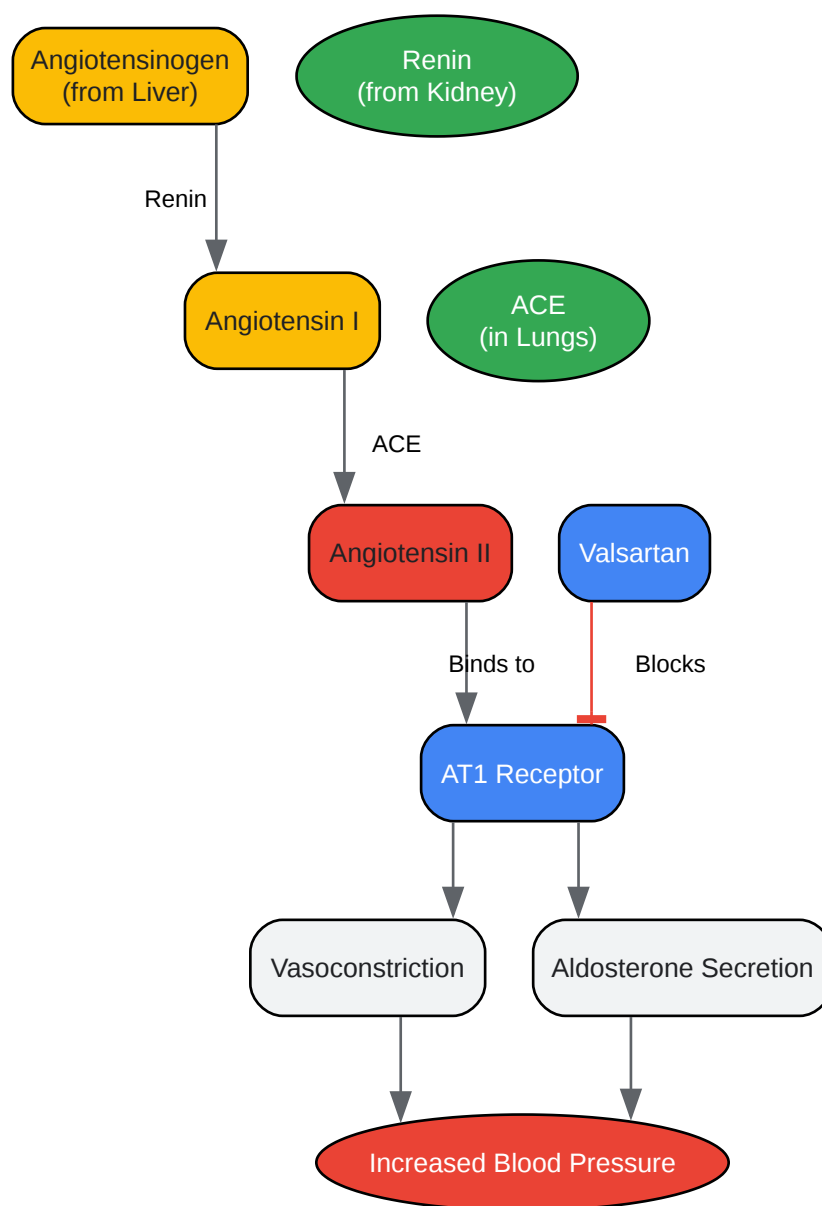 Angiotensinogen
(from Liver)
Renin
(from Kidney)
Renin
Angiotensin I
ACE
(in Lungs)
ACE
Angiotensin II
Valsartan
Binds to
Blocks
AT1 Receptor
Vasoconstriction
Aldosterone Secretion
Increased Blood Pressure